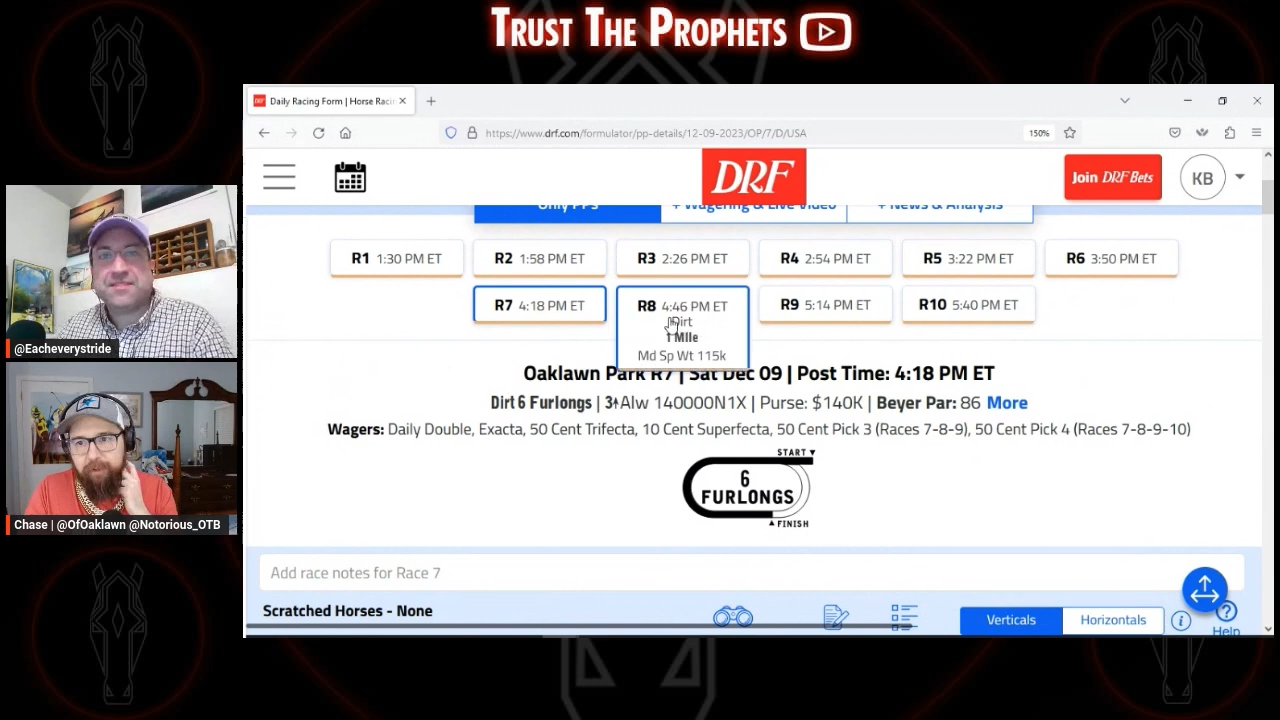 TRUST THE PROPHETS
DRF Daily Racing Form | Horse Racin
https://www.drf.com/formulator/pp-details/12-09-2023/OP/7/D/USA
150%
DRF
Join DRF Bets
KB
Only PPs
+ Wagering & Live Video
+ News & Analysis
R1 1:30 PM ET
R2 1:58 PM ET
R3 2:26 PM ET
R4 2:54 PM ET
R5 3:22 PM ET
R6 3:50 PM ET
R7 4:18 PM ET
R8 4:46 PM ET
R9 5:14 PM ET
R10 5:40 PM ET
Dirt
1 Mile
Md Sp Wt 115k
Oaklawn Park R7 | Sat Dec 09 | Post Time: 4:18 PM ET
Dirt 6 Furlongs | 3↑Alw 140000N1X | Purse: $140K | Beyer Par: 86 More
Wagers: Daily Double, Exacta, 50 Cent Trifecta, 10 Cent Superfecta, 50 Cent Pick 3 (Races 7-8-9), 50 Cent Pick 4 (Races 7-8-9-10)
START
6
FURLONGS
FINISH
Add race notes for Race 7
Scratched Horses - None
Verticals
Horizontals
Help
@Eacheverystride
Chase | @OfOaklawn @Notorious_OTB